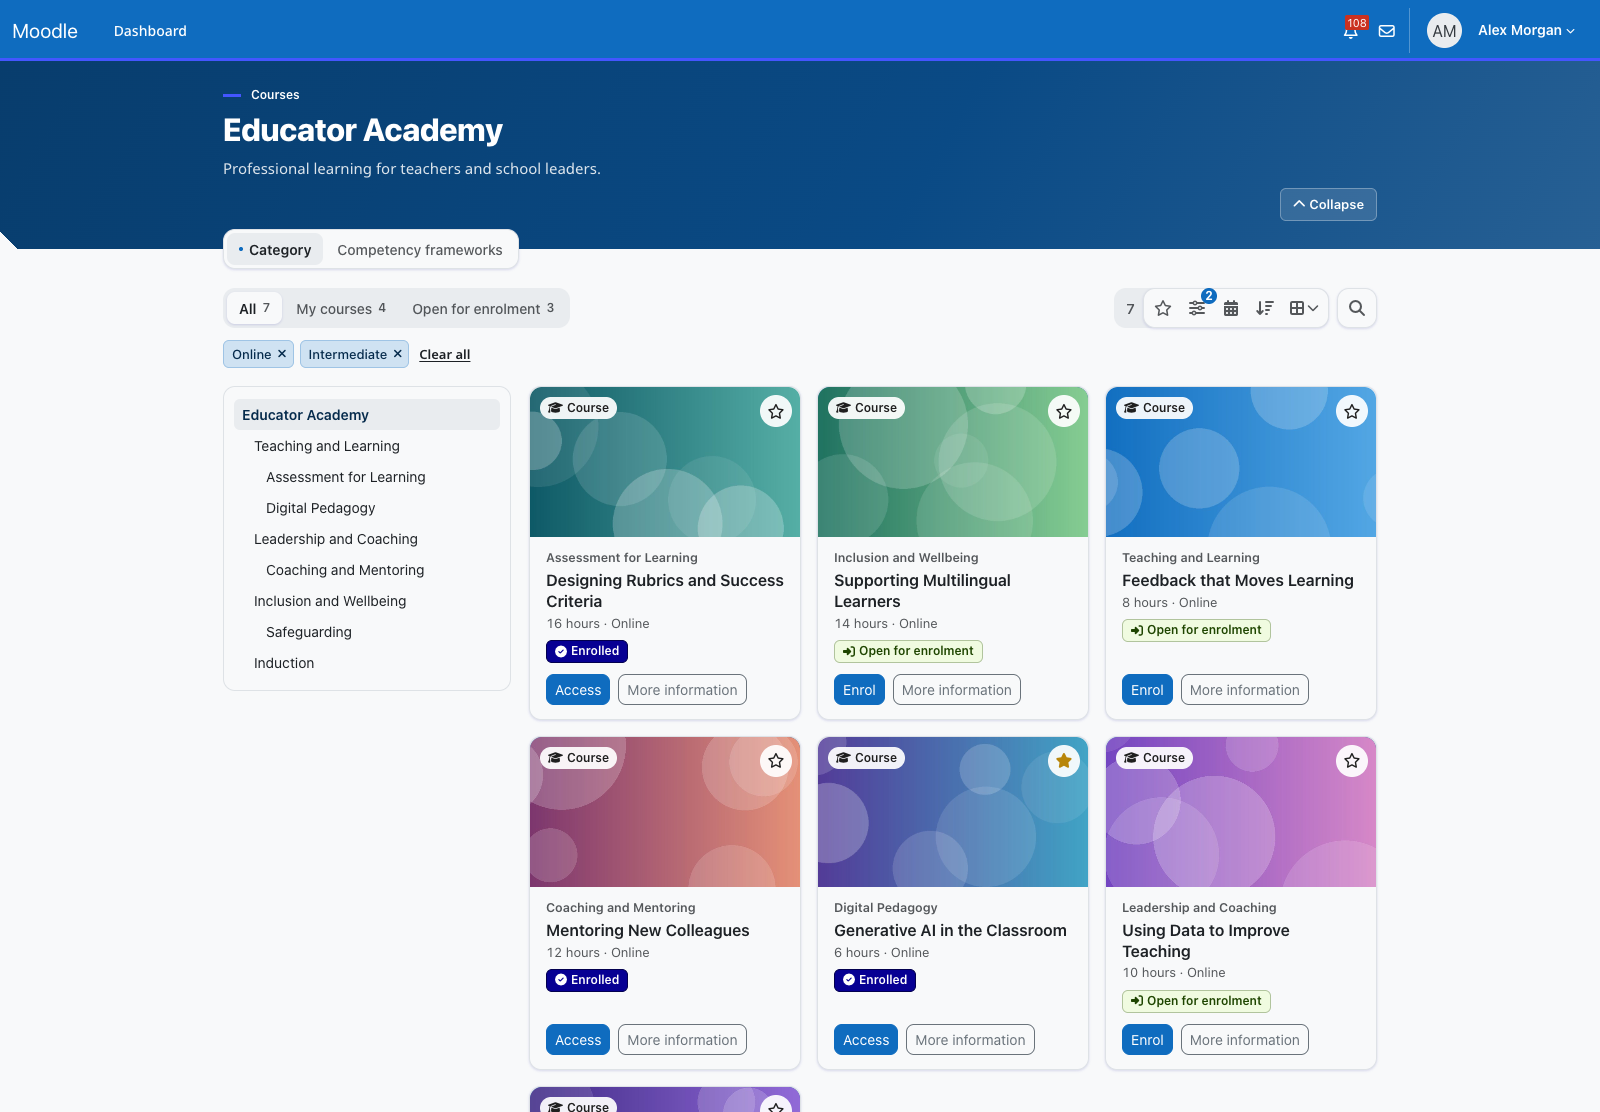 Moodle
Dashboard
108
AM
Alex Morgan
Courses
Educator Academy
Professional learning for teachers and school leaders.
Collapse
Category
Competency frameworks
All 7
My courses 4
Open for enrolment 3
7
2
Online
Intermediate
Clear all
Educator Academy
Teaching and Learning
Assessment for Learning
Digital Pedagogy
Leadership and Coaching
Coaching and Mentoring
Inclusion and Wellbeing
Safeguarding
Induction
Course
Assessment for Learning
Designing Rubrics and Success
Criteria
16 hours · Online
Enrolled
Access
More information
Course
Inclusion and Wellbeing
Supporting Multilingual
Learners
14 hours · Online
Open for enrolment
Enrol
More information
Course
Teaching and Learning
Feedback that Moves Learning
8 hours · Online
Open for enrolment
Enrol
More information
Course
Coaching and Mentoring
Mentoring New Colleagues
12 hours · Online
Enrolled
Access
More information
Course
Digital Pedagogy
Generative AI in the Classroom
6 hours · Online
Enrolled
Access
More information
Course
Leadership and Coaching
Using Data to Improve
Teaching
10 hours · Online
Open for enrolment
Enrol
More information
Course